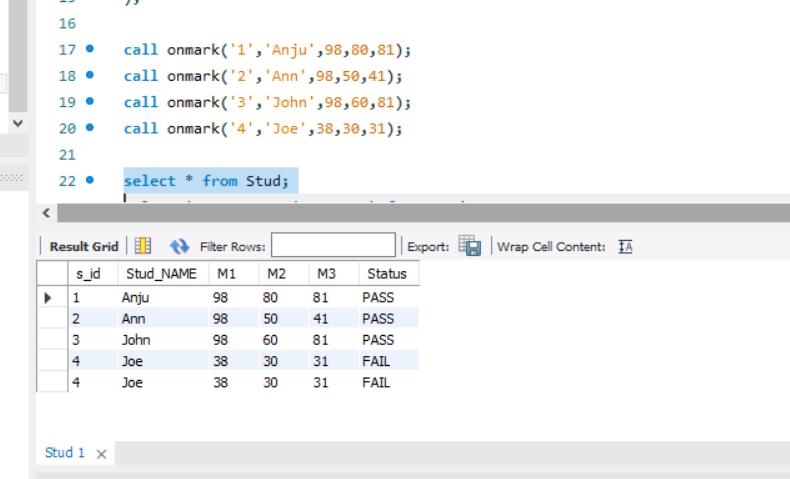 16
17 call onmark('1','Anju',98,80,81);
18 call onmark('2','Ann',98,50,41);
19 call onmark('3','John',98,60,81);
20 call onmark('4','Joe',38,30,31);
21
22 select * from Stud;
Result Grid Filter Rows: Export: Wrap Cell Content:
s_id Stud_NAME M1 M2 M3 Status
1 Anju 98 80 81 PASS
2 Ann 98 50 41 PASS
3 John 98 60 81 PASS
4 Joe 38 30 31 FAIL
4 Joe 38 30 31 FAIL
Stud 1